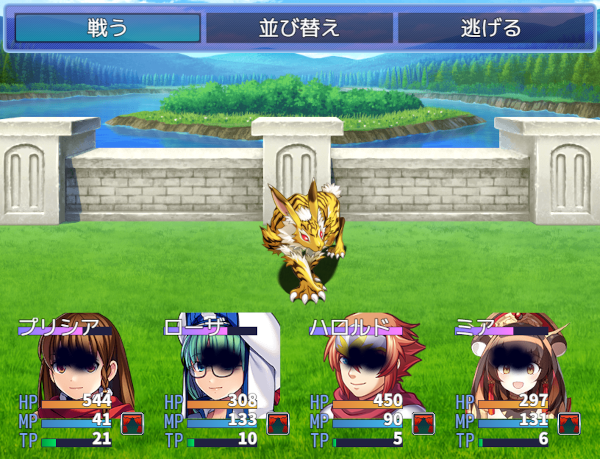 戦う 並び替え 逃げる
プリシア ローザ ハロルド ミア
HP 544 HP 308 HP 450 HP 297
MP 41 MP 133 MP 90 MP 131
TP 21 TP 10 TP 5 TP 6